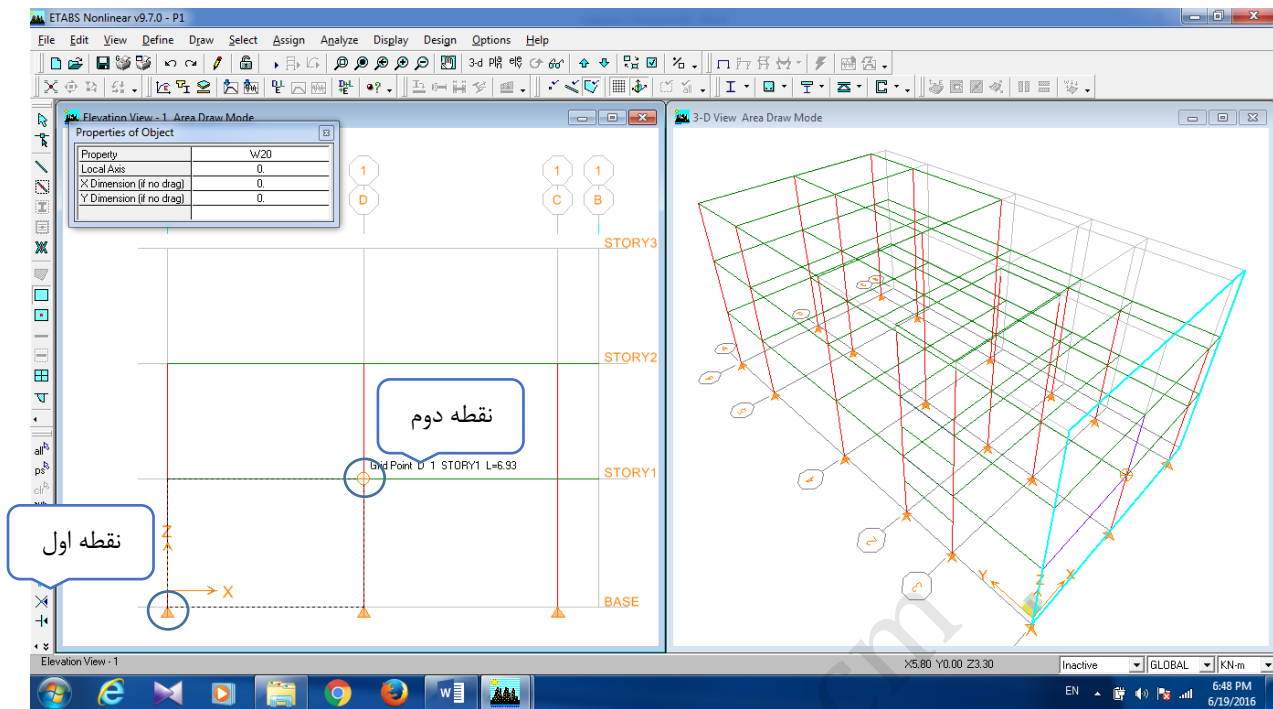 ETABS Nonlinear v9.7.0 - P1
File Edit View Define Draw Select Assign Analyze Display Design Options Help
3-d
Elevation View - 1 Area Draw Mode
Properties of Object
Property W20
Local Axis 0.
X Dimension (if no drag) 0.
Y Dimension (if no drag) 0.
1 1 1
D C B
STORY3
STORY2
نقطه دوم
Grid Point D 1 STORY1 L=6.93
STORY1
نقطه اول
Z
X
BASE
3-D View Area Draw Mode
Y Z X
all
ps
clr
Elevation View - 1
X5.80 Y0.00 Z3.30
Inactive
GLOBAL
KN-m
EN
6:48 PM
6/19/2016